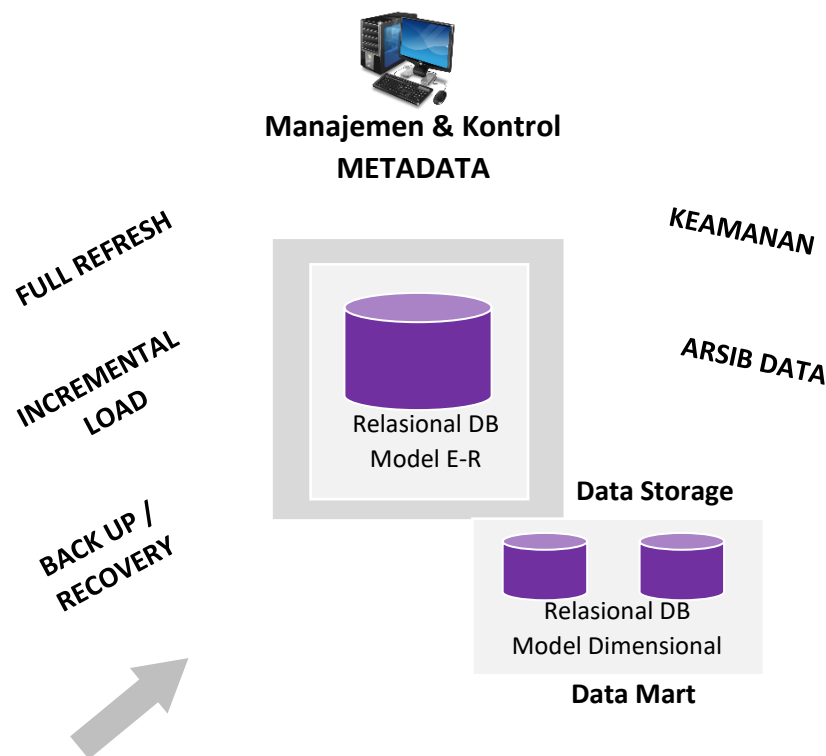 Manajemen & Kontrol
METADATA
FULL REFRESH
KEAMANAN
INCREMENTAL
LOAD
ARSIB DATA
Relasional DB
Model E-R
Data Storage
BACK UP /
RECOVERY
Relasional DB
Model Dimensional
Data Mart